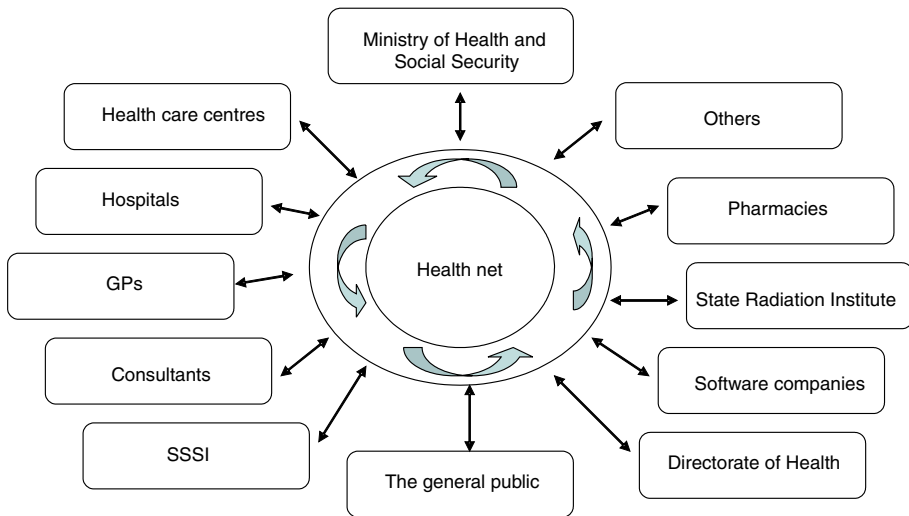 Ministry of Health and
Social Security
Health care centres
Others
Hospitals
Pharmacies
GPs
Health net
State Radiation Institute
Consultants
Software companies
SSSI
Directorate of Health
The general public